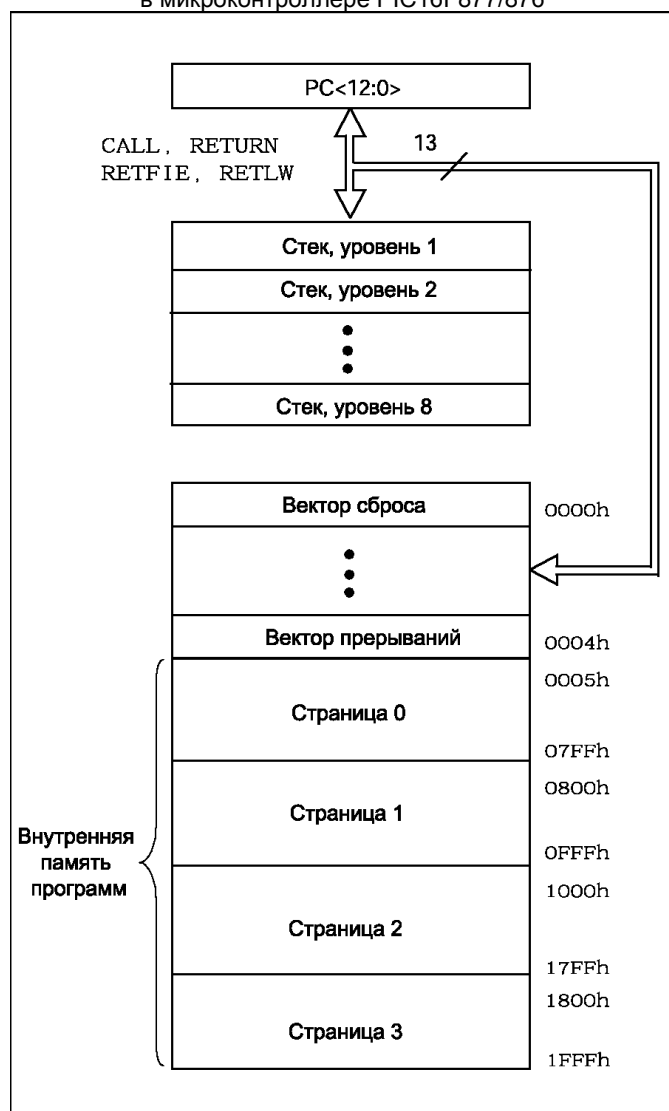 в микроконтроллере PIC16F877/876
PC<12:0>
CALL, RETURN
RETFIE, RETLW
13
Стек, уровень 1
Стек, уровень 2
Стек, уровень 8
Вектор сброса
0000h
Вектор прерываний
0004h
0005h
Страница 0
07FFh
0800h
Страница 1
0FFFh
Внутренняя
память
программ
1000h
Страница 2
17FFh
1800h
Страница 3
1FFFh